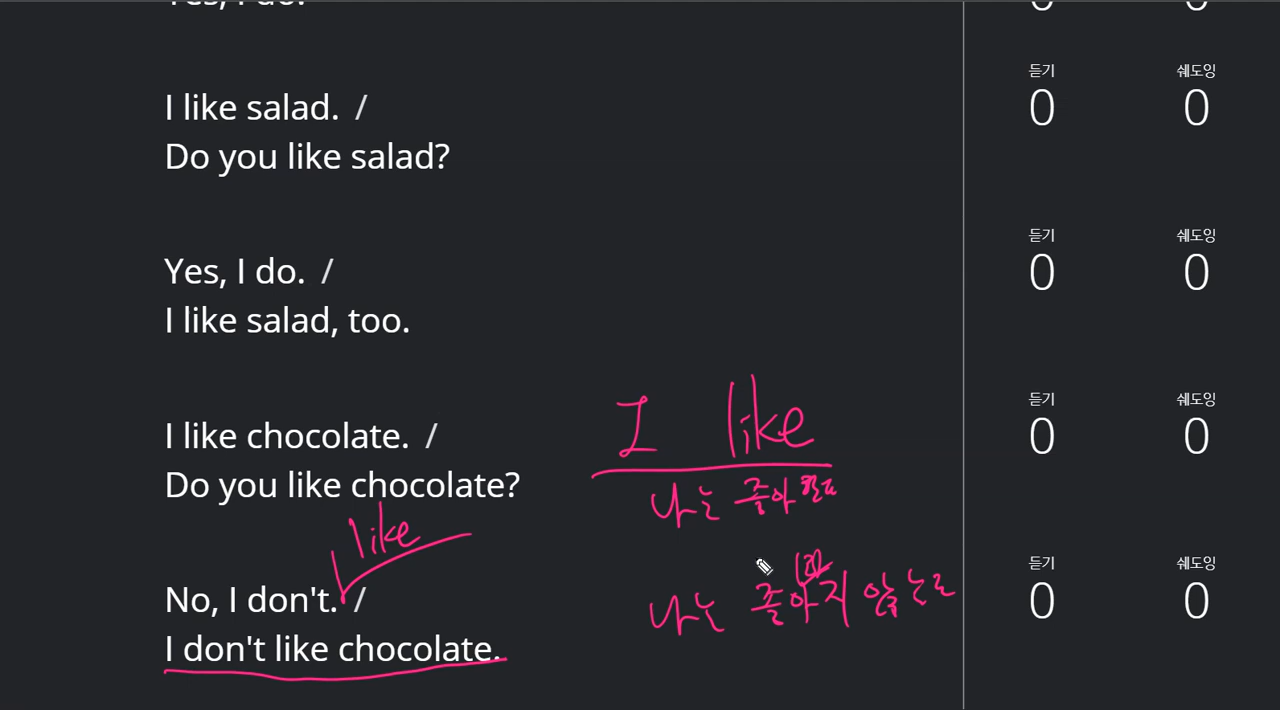 Yes, I do.
0 0
듣기 쉐도잉
I like salad. / 0 0
Do you like salad?
듣기 쉐도잉
Yes, I do. / 0 0
I like salad, too.
I like
듣기 쉐도잉
I like chocolate. / 0 0
Do you like chocolate?
나는 좋아한다
like
듣기 쉐도잉
No, I don't. / 0 0
나는 좋아하지 않는다
I don't like chocolate.